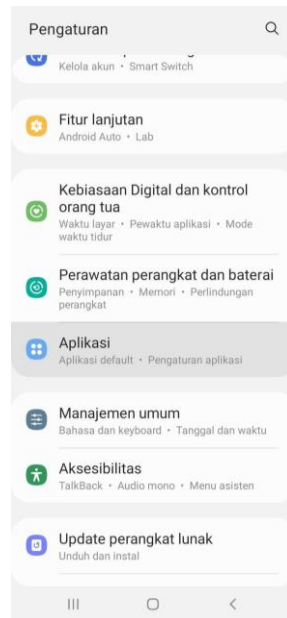 Pengaturan
Kelola akun • Smart Switch
Fitur lanjutan
Android Auto • Lab
Kebiasaan Digital dan kontrol
orang tua
Waktu layar • Pewaktu aplikasi • Mode
waktu tidur
Perawatan perangkat dan baterai
Penyimpanan • Memori • Perlindungan
perangkat
Aplikasi
Aplikasi default • Pengaturan aplikasi
Manajemen umum
Bahasa dan keyboard • Tanggal dan waktu
Aksesibilitas
TalkBack • Audio mono • Menu asisten
Update perangkat lunak
Unduh dan instal